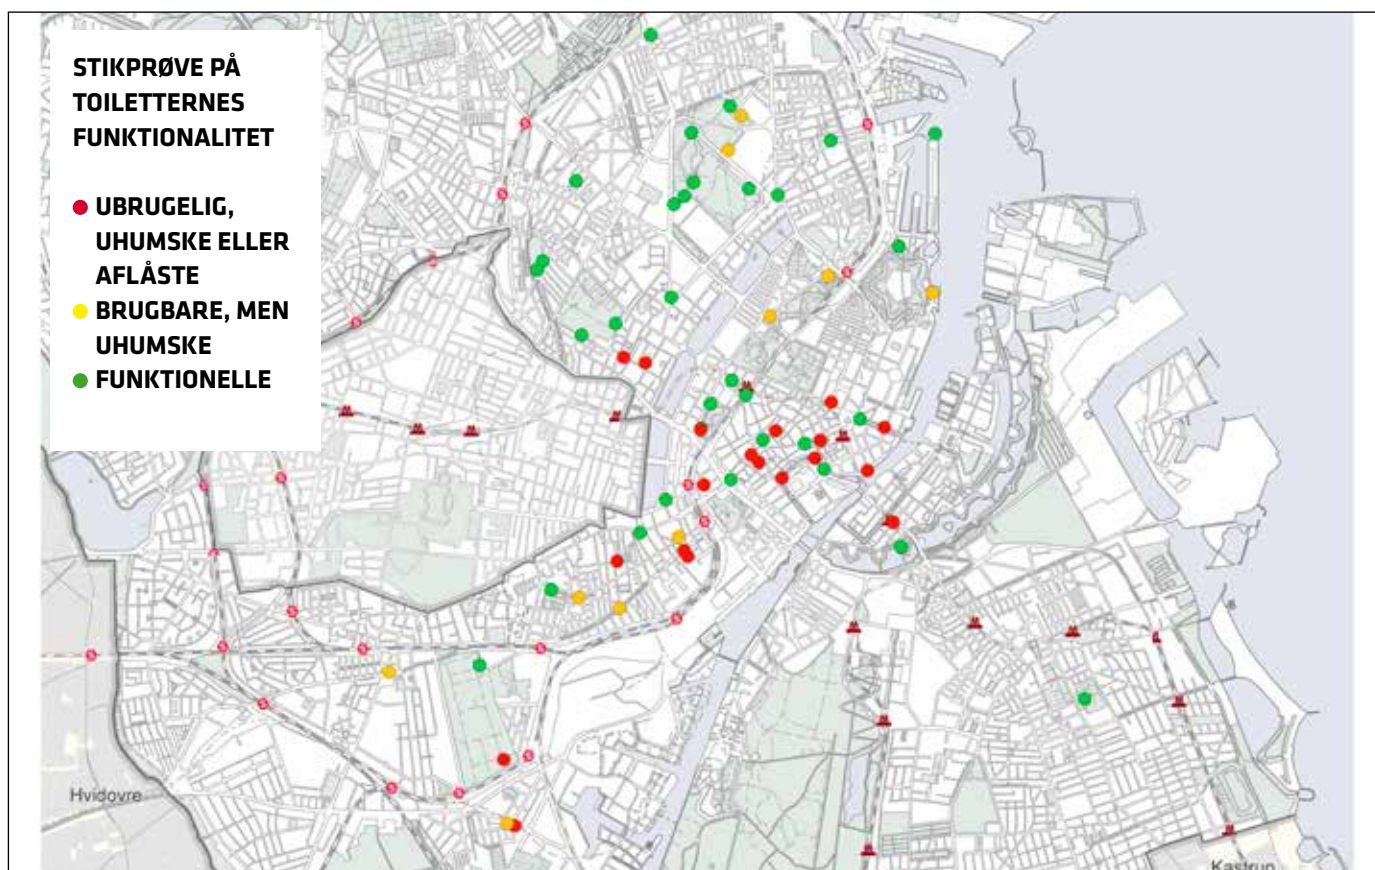 STIKPRØVE PÅ
TOILETTERNES
FUNKTIONALITET
UBRUGELIG,
UHUMSKE ELLER
AFLÅSTE
BRUGBARE, MEN
UHUMSKE
FUNKTIONELLE
Hvidovre
Kastrup